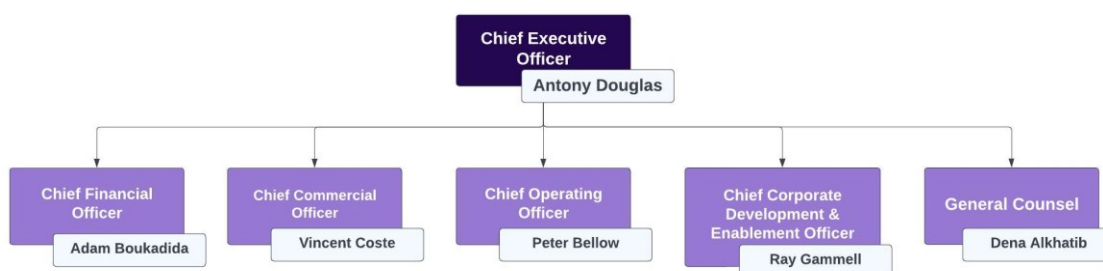 Chief Executive
Officer
Antony Douglas
Chief Financial
Officer
Adam Boukadida
Chief Commercial
Officer
Vincent Coste
Chief Operating
Officer
Peter Bellow
Chief Corporate
Development &
Enablement Officer
Ray Gammell
General Counsel
Dena Alkhatib